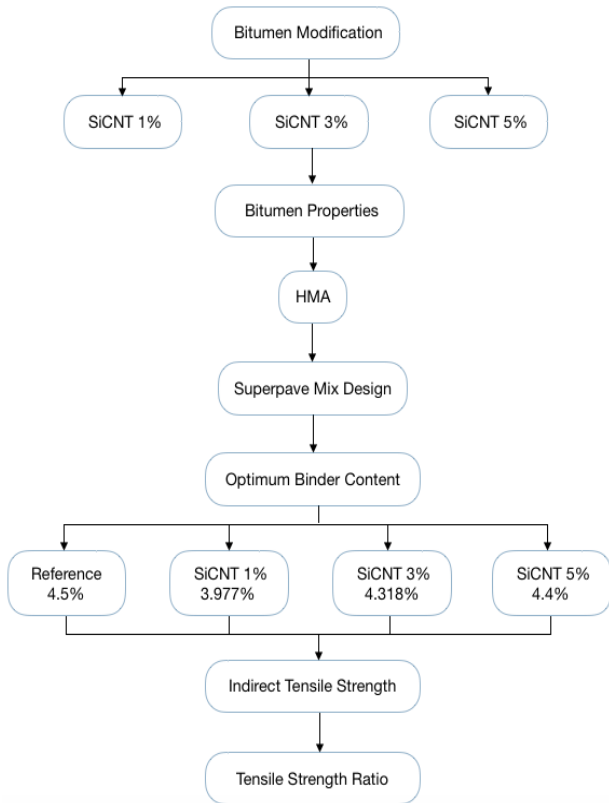 Bitumen Modification
SiCNT 1%
SiCNT 3%
SiCNT 5%
Bitumen Properties
HMA
Superpave Mix Design
Optimum Binder Content
Reference
4.5%
SiCNT 1%
3.977%
SiCNT 3%
4.318%
SiCNT 5%
4.4%
Indirect Tensile Strength
Tensile Strength Ratio